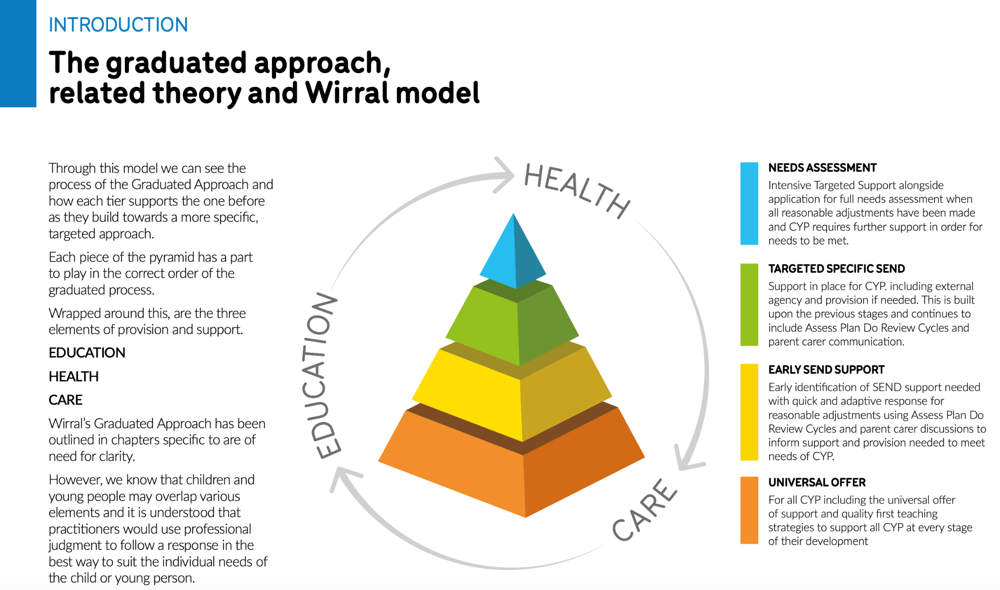 INTRODUCTION
The graduated approach,
related theory and Wirral model
Through this model we can see the
process of the Graduated Approach and
how each tier supports the one before
as they build towards a more specific,
targeted approach.
Each piece of the pyramid has a part
to play in the correct order of the
graduated process.
Wrapped around this, are the three
elements of provision and support.
EDUCATION
HEALTH
CARE
Wirral’s Graduated Approach has been
outlined in chapters specific to are of
need for clarity.
However, we know that children and
young people may overlap various
elements and it is understood that
practitioners would use professional
judgment to follow a response in the
best way to suit the individual needs of
the child or young person.
EDUCATION
HEALTH
CARE
NEEDS ASSESSMENT
Intensive Targeted Support alongside
application for full needs assessment when
all reasonable adjustments have been made
and CYP requires further support in order for
needs to be met.
TARGETED SPECIFIC SEND
Support in place for CYP. including external
agency and provision if needed. This is built
upon the previous stages and continues to
include Assess Plan Do Review Cycles and
parent carer communication.
EARLY SEND SUPPORT
Early identification of SEND support needed
with quick and adaptive response for
reasonable adjustments using Assess Plan Do
Review Cycles and parent carer discussions to
inform support and provision needed to meet
needs of CYP.
UNIVERSAL OFFER
For all CYP including the universal offer
of support and quality first teaching
strategies to support all CYP at every stage
of their development